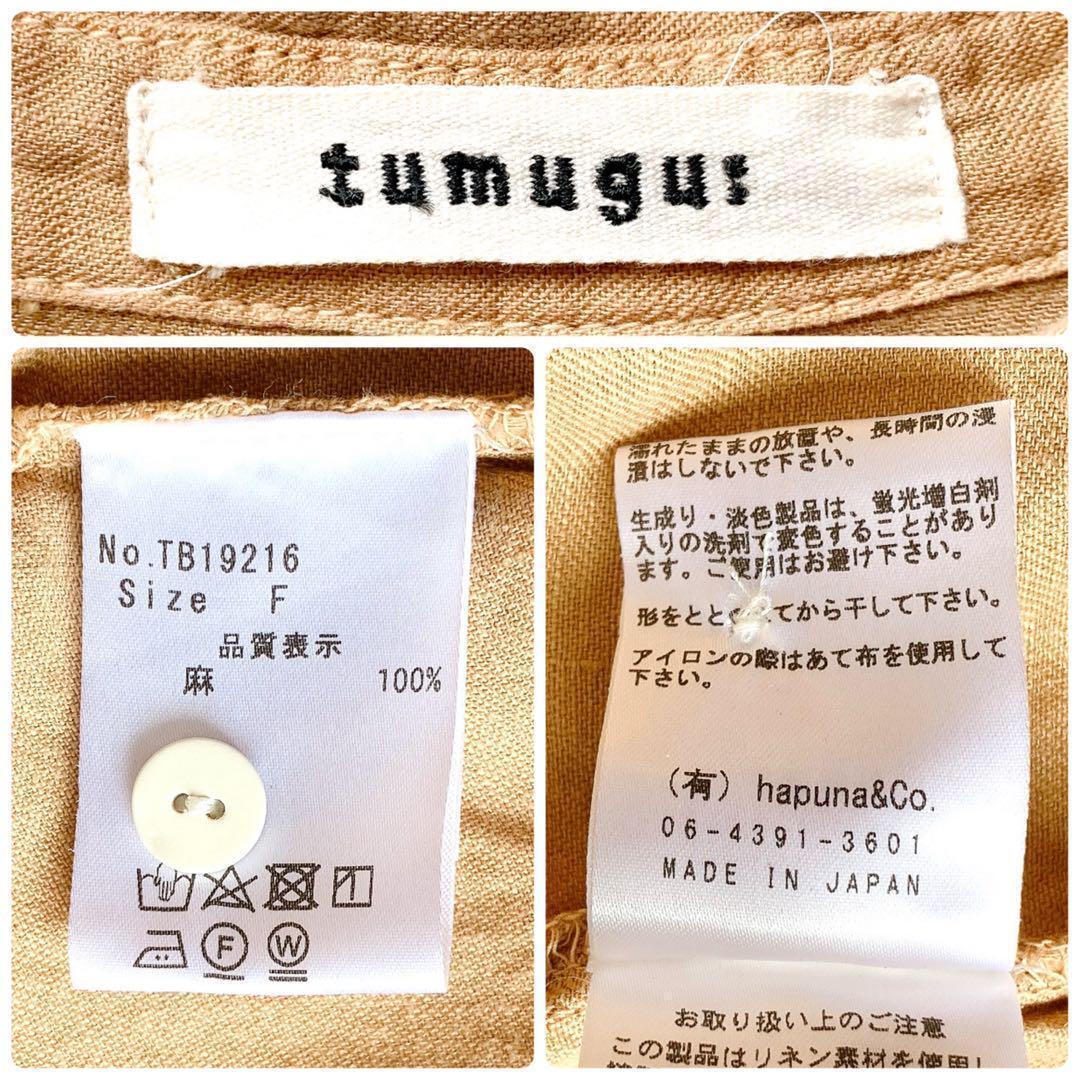 tumugu:
No.TB19216
Size F
品質表示
麻 100%
F
W
濡れたままの放置や、長時間の浸
漬はしないで下さい。
生成り・淡色製品は、蛍光増白剤
入りの洗剤で変色することがあり
ます。ご使用はお避け下さい。
形をととのえてから干して下さい。
アイロンの際はあて布を使用して
下さい。
(有) hapuna&Co.
06-4391-3601
MADE IN JAPAN
お取り扱い上のご注意
この製品はリネン素材を使用し